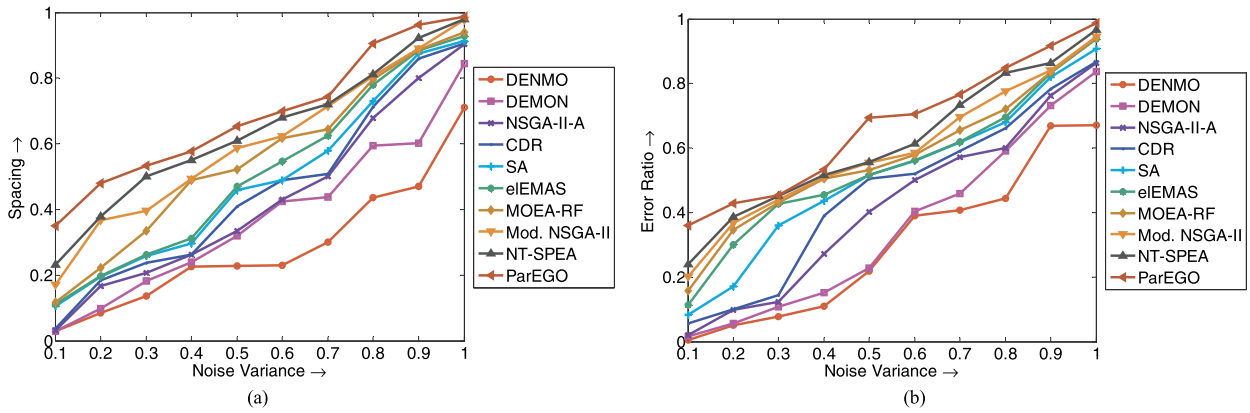 1
0.8
0.6
0.4
0.2
0
Spacing →
0.1 0.2 0.3 0.4 0.5 0.6 0.7 0.8 0.9 1
Noise Variance →
DENMO
DEMON
NSGA-II-A
CDR
SA
elEMAS
MOEA-RF
Mod. NSGA-II
NT-SPEA
ParEGO
(a)
1
0.8
0.6
0.4
0.2
0
Error Ratio →
0.1 0.2 0.3 0.4 0.5 0.6 0.7 0.8 0.9 1
Noise Variance →
DENMO
DEMON
NSGA-II-A
CDR
SA
elEMAS
MOEA-RF
Mod. NSGA-II
NT-SPEA
ParEGO
(b)